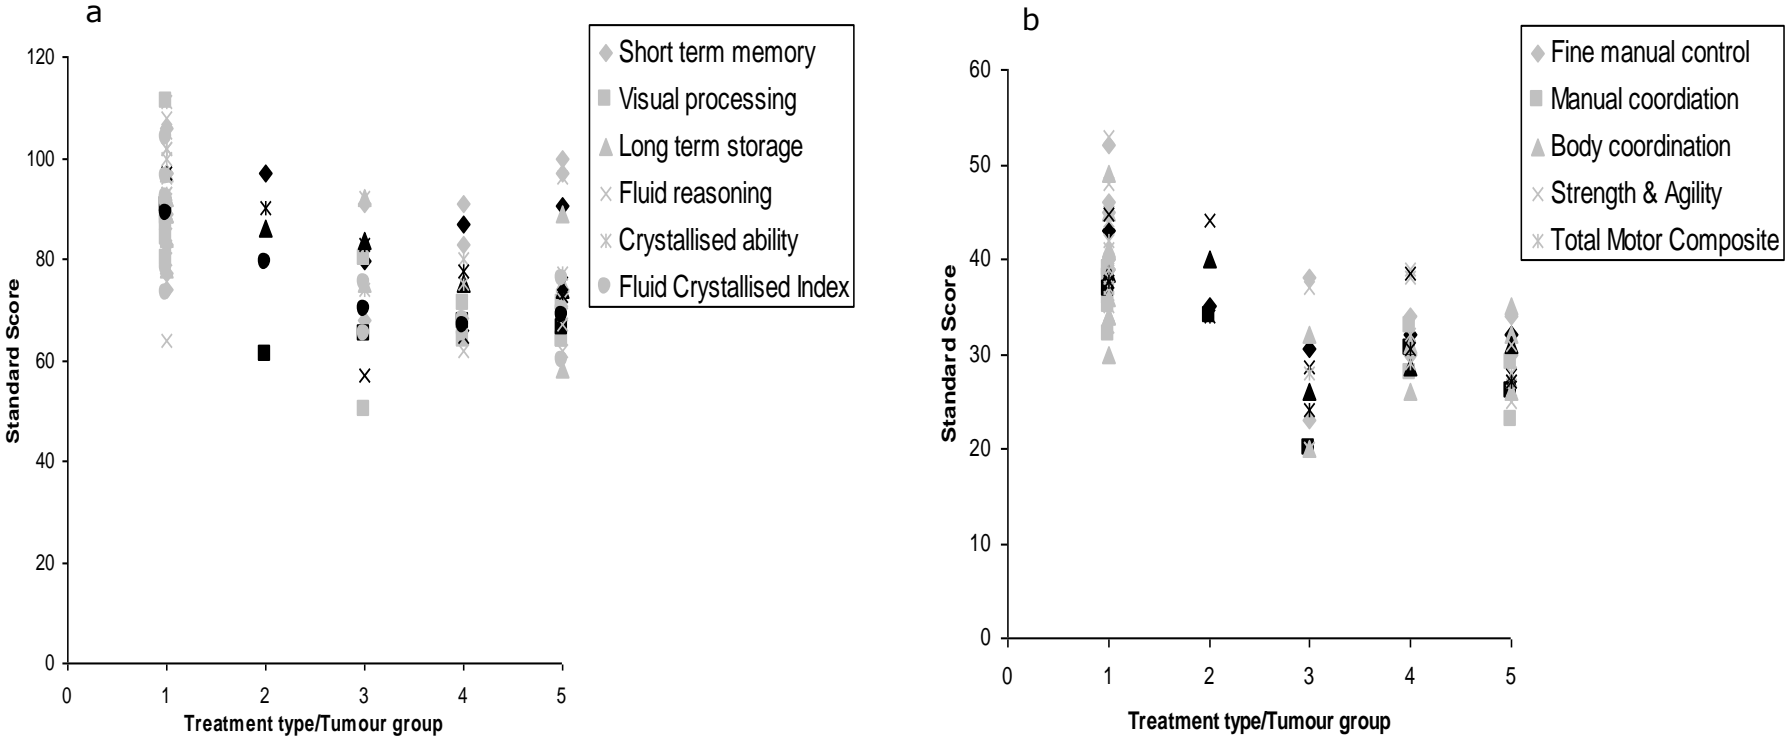 a
120
100
80
60
40
20
0
Standard Score
0 1 2 3 4 5
Treatment type/Tumour group
Short term memory
Visual processing
Long term storage
Fluid reasoning
Crystallised ability
Fluid Crystallised Index
b
60
50
40
30
20
10
0
Standard Score
0 1 2 3 4 5
Treatment type/Tumour group
Fine manual control
Manual coordiation
Body coordination
Strength & Agility
Total Motor Composite